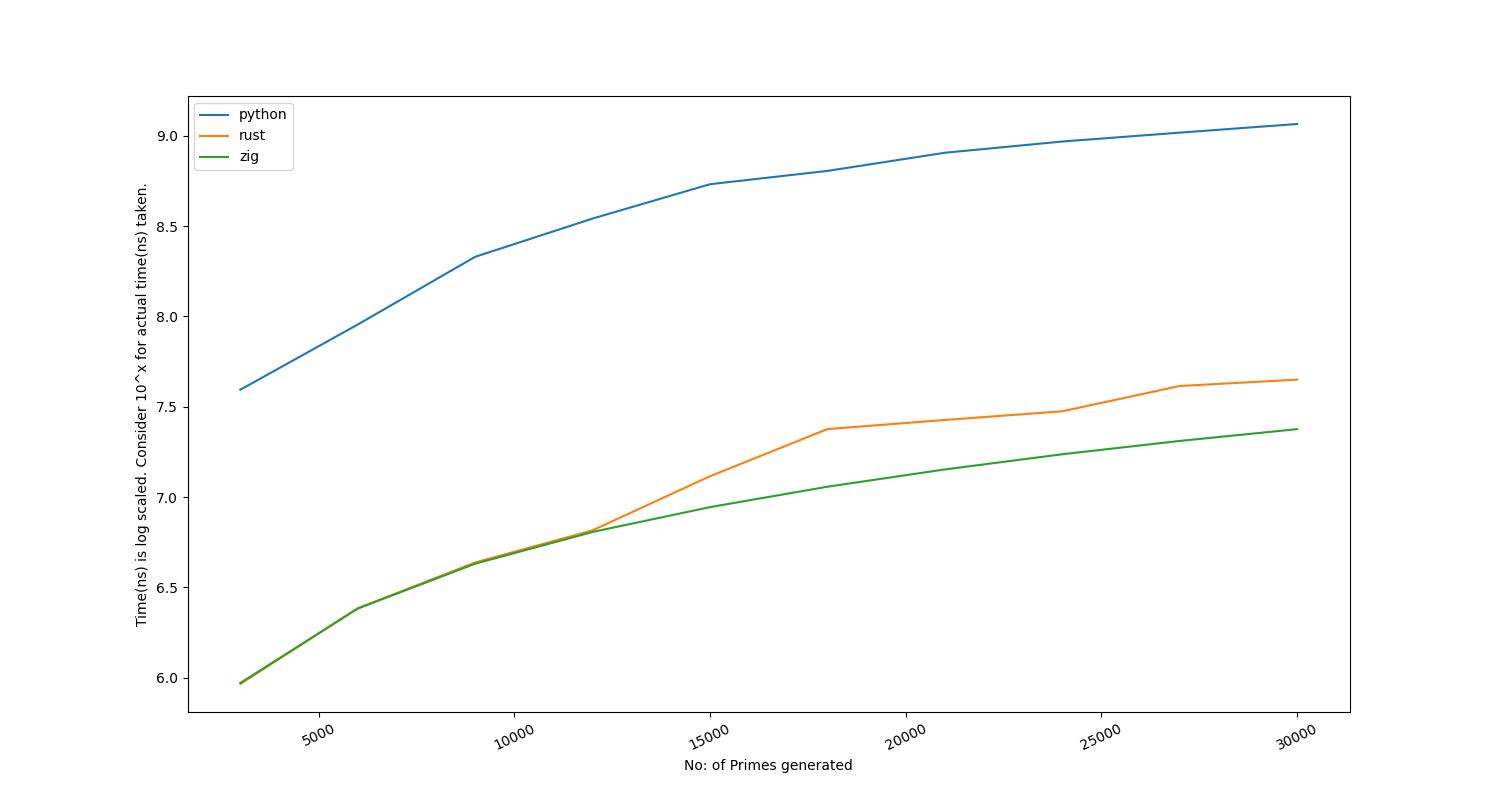 python
rust
zig
9.0
8.5
8.0
7.5
7.0
6.5
6.0
Time(ns) is log scaled. Consider 10^x for actual time(ns) taken.
5000
10000
15000
20000
25000
30000
No: of Primes generated